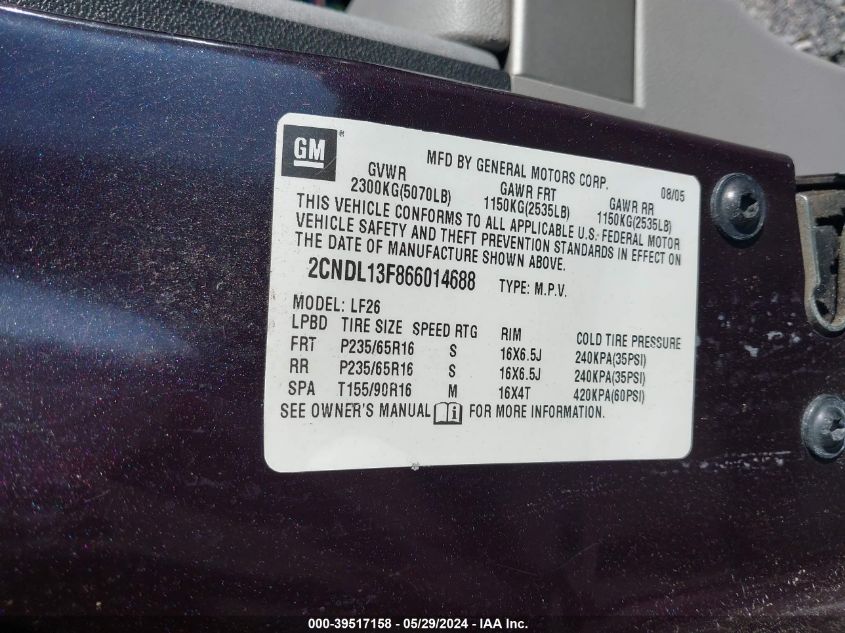 GM ®
MFD BY GENERAL MOTORS CORP. 08/05
GVWR GAWR FRT GAWR RR
2300KG(5070LB) 1150KG(2535LB) 1150KG(2535LB)
THIS VEHICLE CONFORMS TO ALL APPLICABLE U.S. FEDERAL MOTOR
VEHICLE SAFETY AND THEFT PREVENTION STANDARDS IN EFFECT ON
THE DATE OF MANUFACTURE SHOWN ABOVE.
2CNDL13F866014688 TYPE: M.P.V.
MODEL: LF26
LPBD TIRE SIZE SPEED RTG RIM COLD TIRE PRESSURE
FRT P235/65R16 S 16X6.5J 240KPA(35PSI)
RR P235/65R16 S 16X6.5J 240KPA(35PSI)
SPA T155/90R16 M 16X4T 420KPA(60PSI)
SEE OWNER'S MANUAL i FOR MORE INFORMATION.
000-39517158 - 05/29/2024 - IAA Inc.